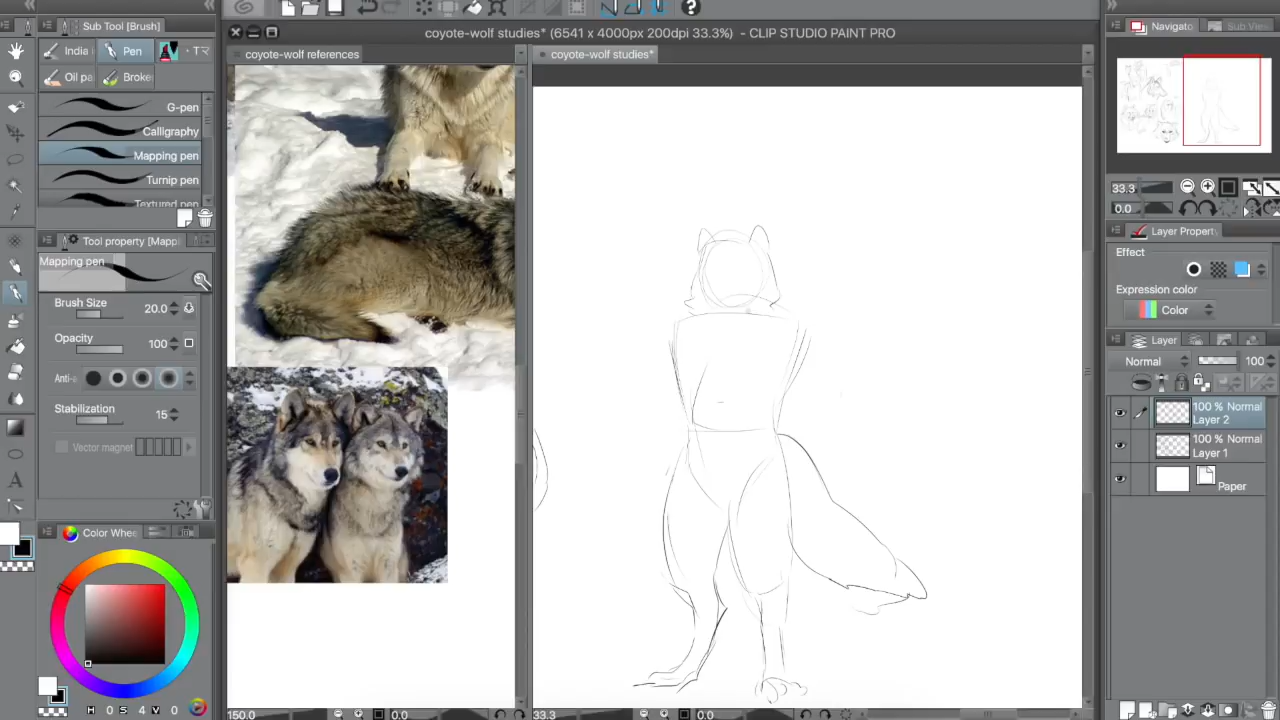 Sub Tool [Brush]
India
Pen
Oil pa
Broke
G-pen
Calligraphy
Mapping pen
Turnip pen
Textured pen
Tool property [Mapp
Mapping pen
Brush Size 20.0
Opacity 100
Anti-
Stabilization 15
Vector magnet
Color Whe
H 0 S 4 V 0
coyote-wolf studies* (6541 x 4000px 200dpi 33.3%) - CLIP STUDIO PAINT PRO
coyote-wolf references
coyote-wolf studies*
150.0 0.0
33.3 0.0
Navigato
Sub View
33.3
0.0
Layer Property
Effect
Expression color
Color
Layer
Normal 100
100 % Normal
Layer 2
100 % Normal
Layer 1
Paper